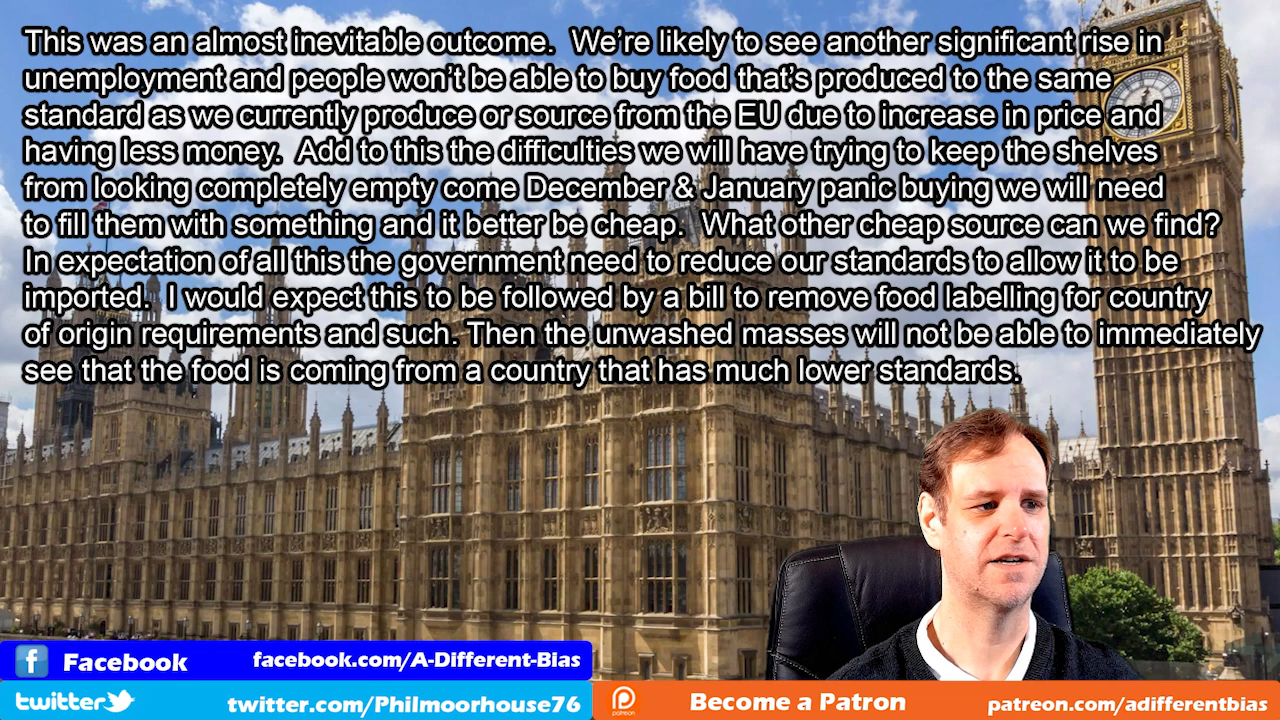 This was an almost inevitable outcome.  We're likely to see another significant rise in
unemployment and people won't be able to buy food that's produced to the same
standard as we currently produce or source from the EU due to increase in price and
having less money.  Add to this the difficulties we will have trying to keep the shelves
from looking completely empty come December & January panic buying we will need
to fill them with something and it better be cheap.  What other cheap source can we find?
In expectation of all this the government need to reduce our standards to allow it to be
imported.  I would expect this to be followed by a bill to remove food labelling for country
of origin requirements and such. Then the unwashed masses will not be able to immediately
see that the food is coming from a country that has much lower standards.
f Facebook facebook.com/A-Different-Bias
twitter twitter.com/Philmoorhouse76
patreon Become a Patron patreon.com/adifferentbias